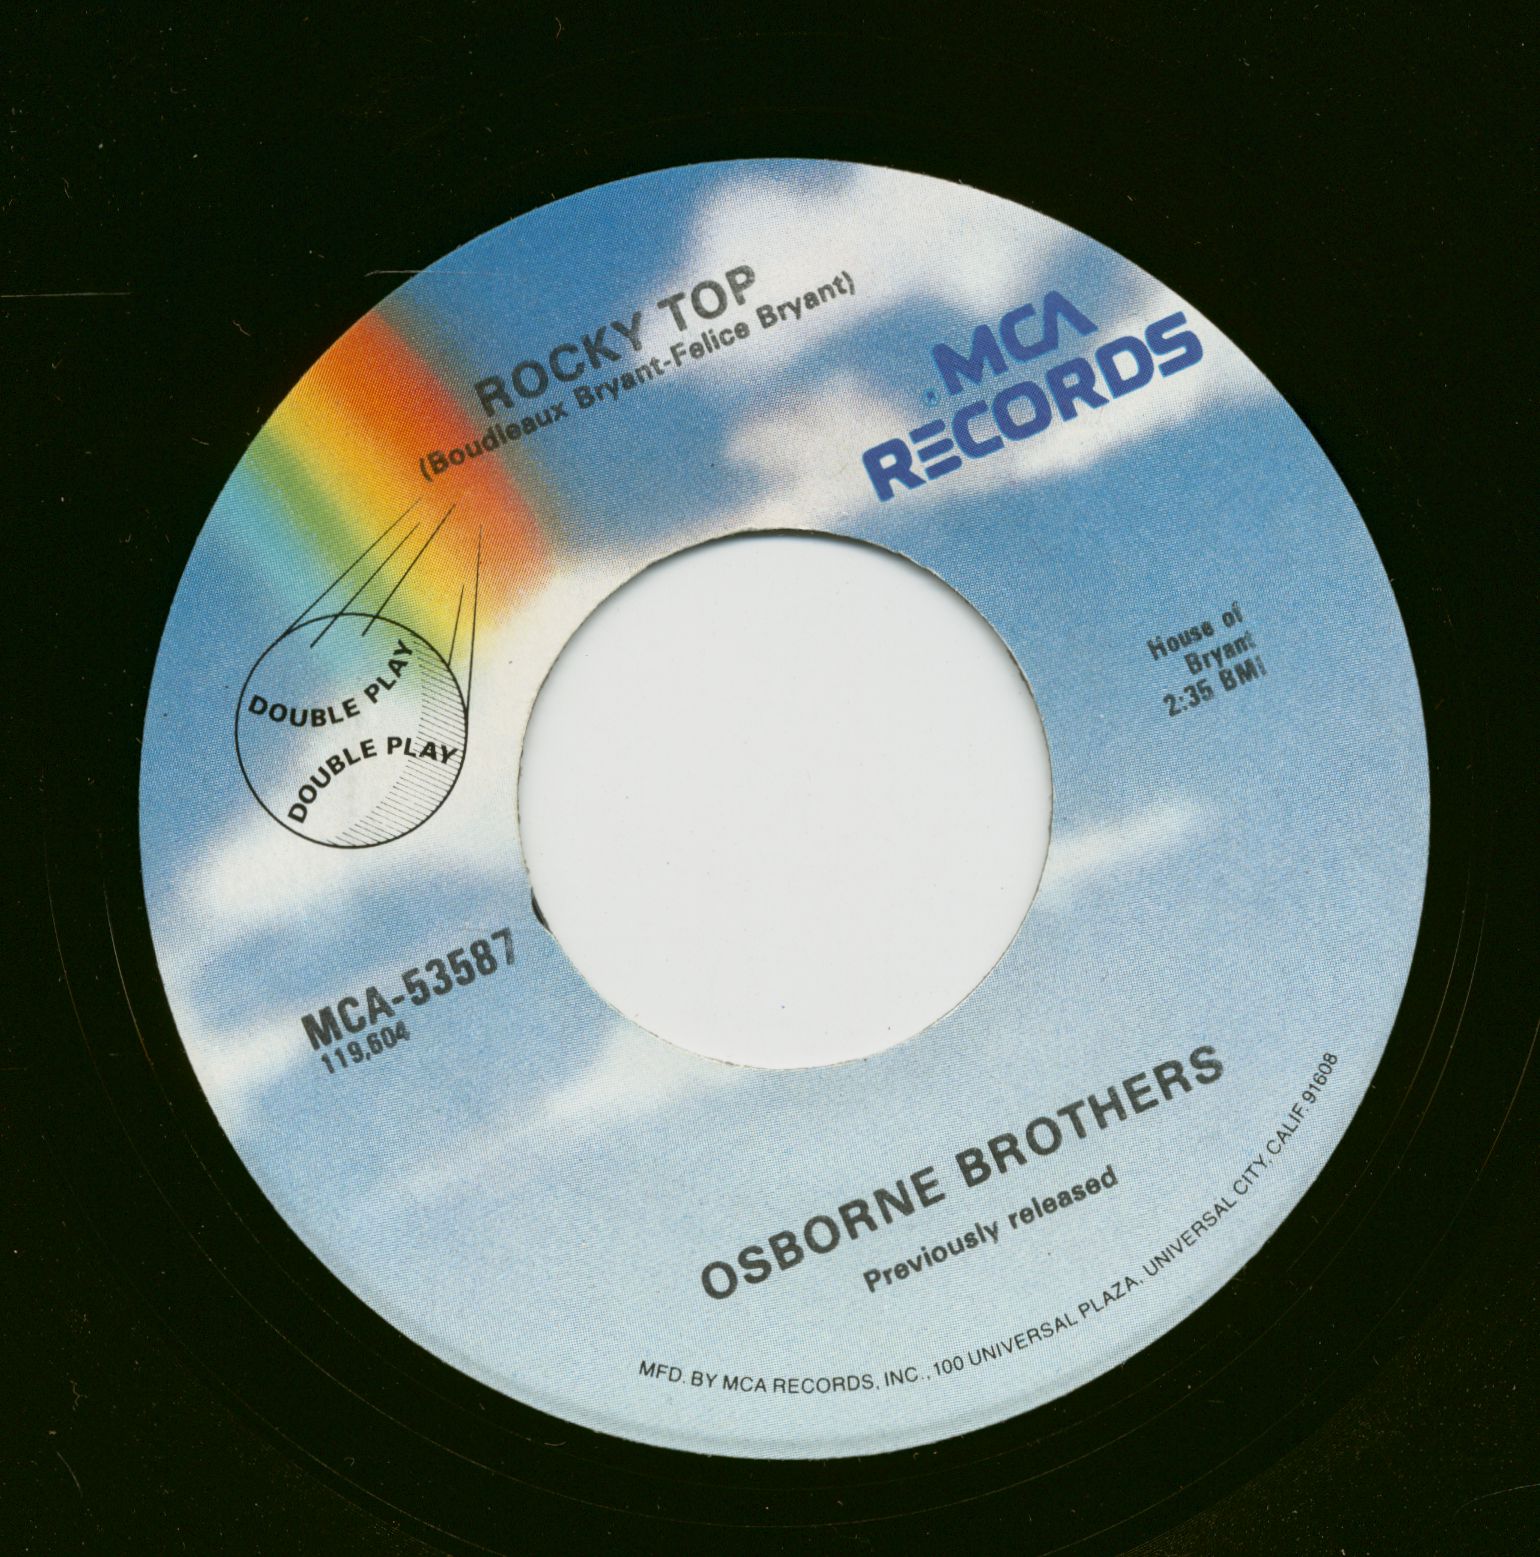 ROCKY TOP
(Boudleaux Bryant-Felice Bryant)
MCA
RECORDS
DOUBLE PLAY
DOUBLE PLAY
House of
Bryant
2:35 BMI
MCA-53587
119,604
OSBORNE BROTHERS
Previously released
MFD. BY MCA RECORDS, INC., 100 UNIVERSAL PLAZA, UNIVERSAL CITY, CALIF. 91608